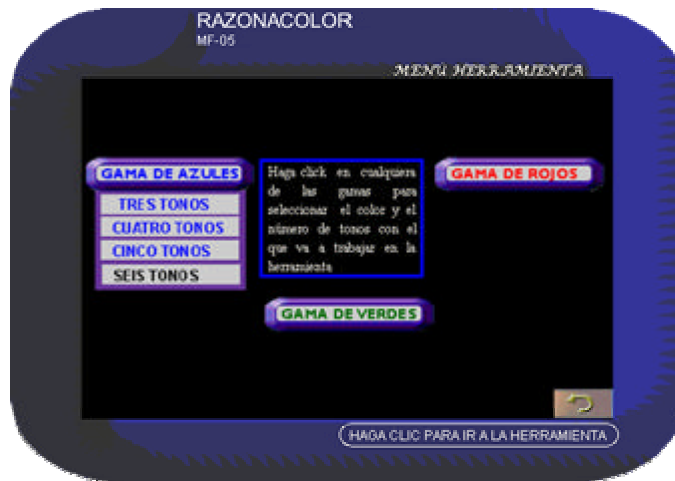 RAZONACOLOR
MF-05
MENÚ HERRAMIENTA
GAMA DE AZULES
TRES TONOS
CUATRO TONOS
CINCO TONOS
SEIS TONOS
Haga click en cualquiera
de las gamas para
seleccionar el color y el
número de tonos con el
que va a trabajar en la
herramienta
GAMA DE ROJOS
GAMA DE VERDES
HAGA CLIC PARA IR A LA HERRAMIENTA